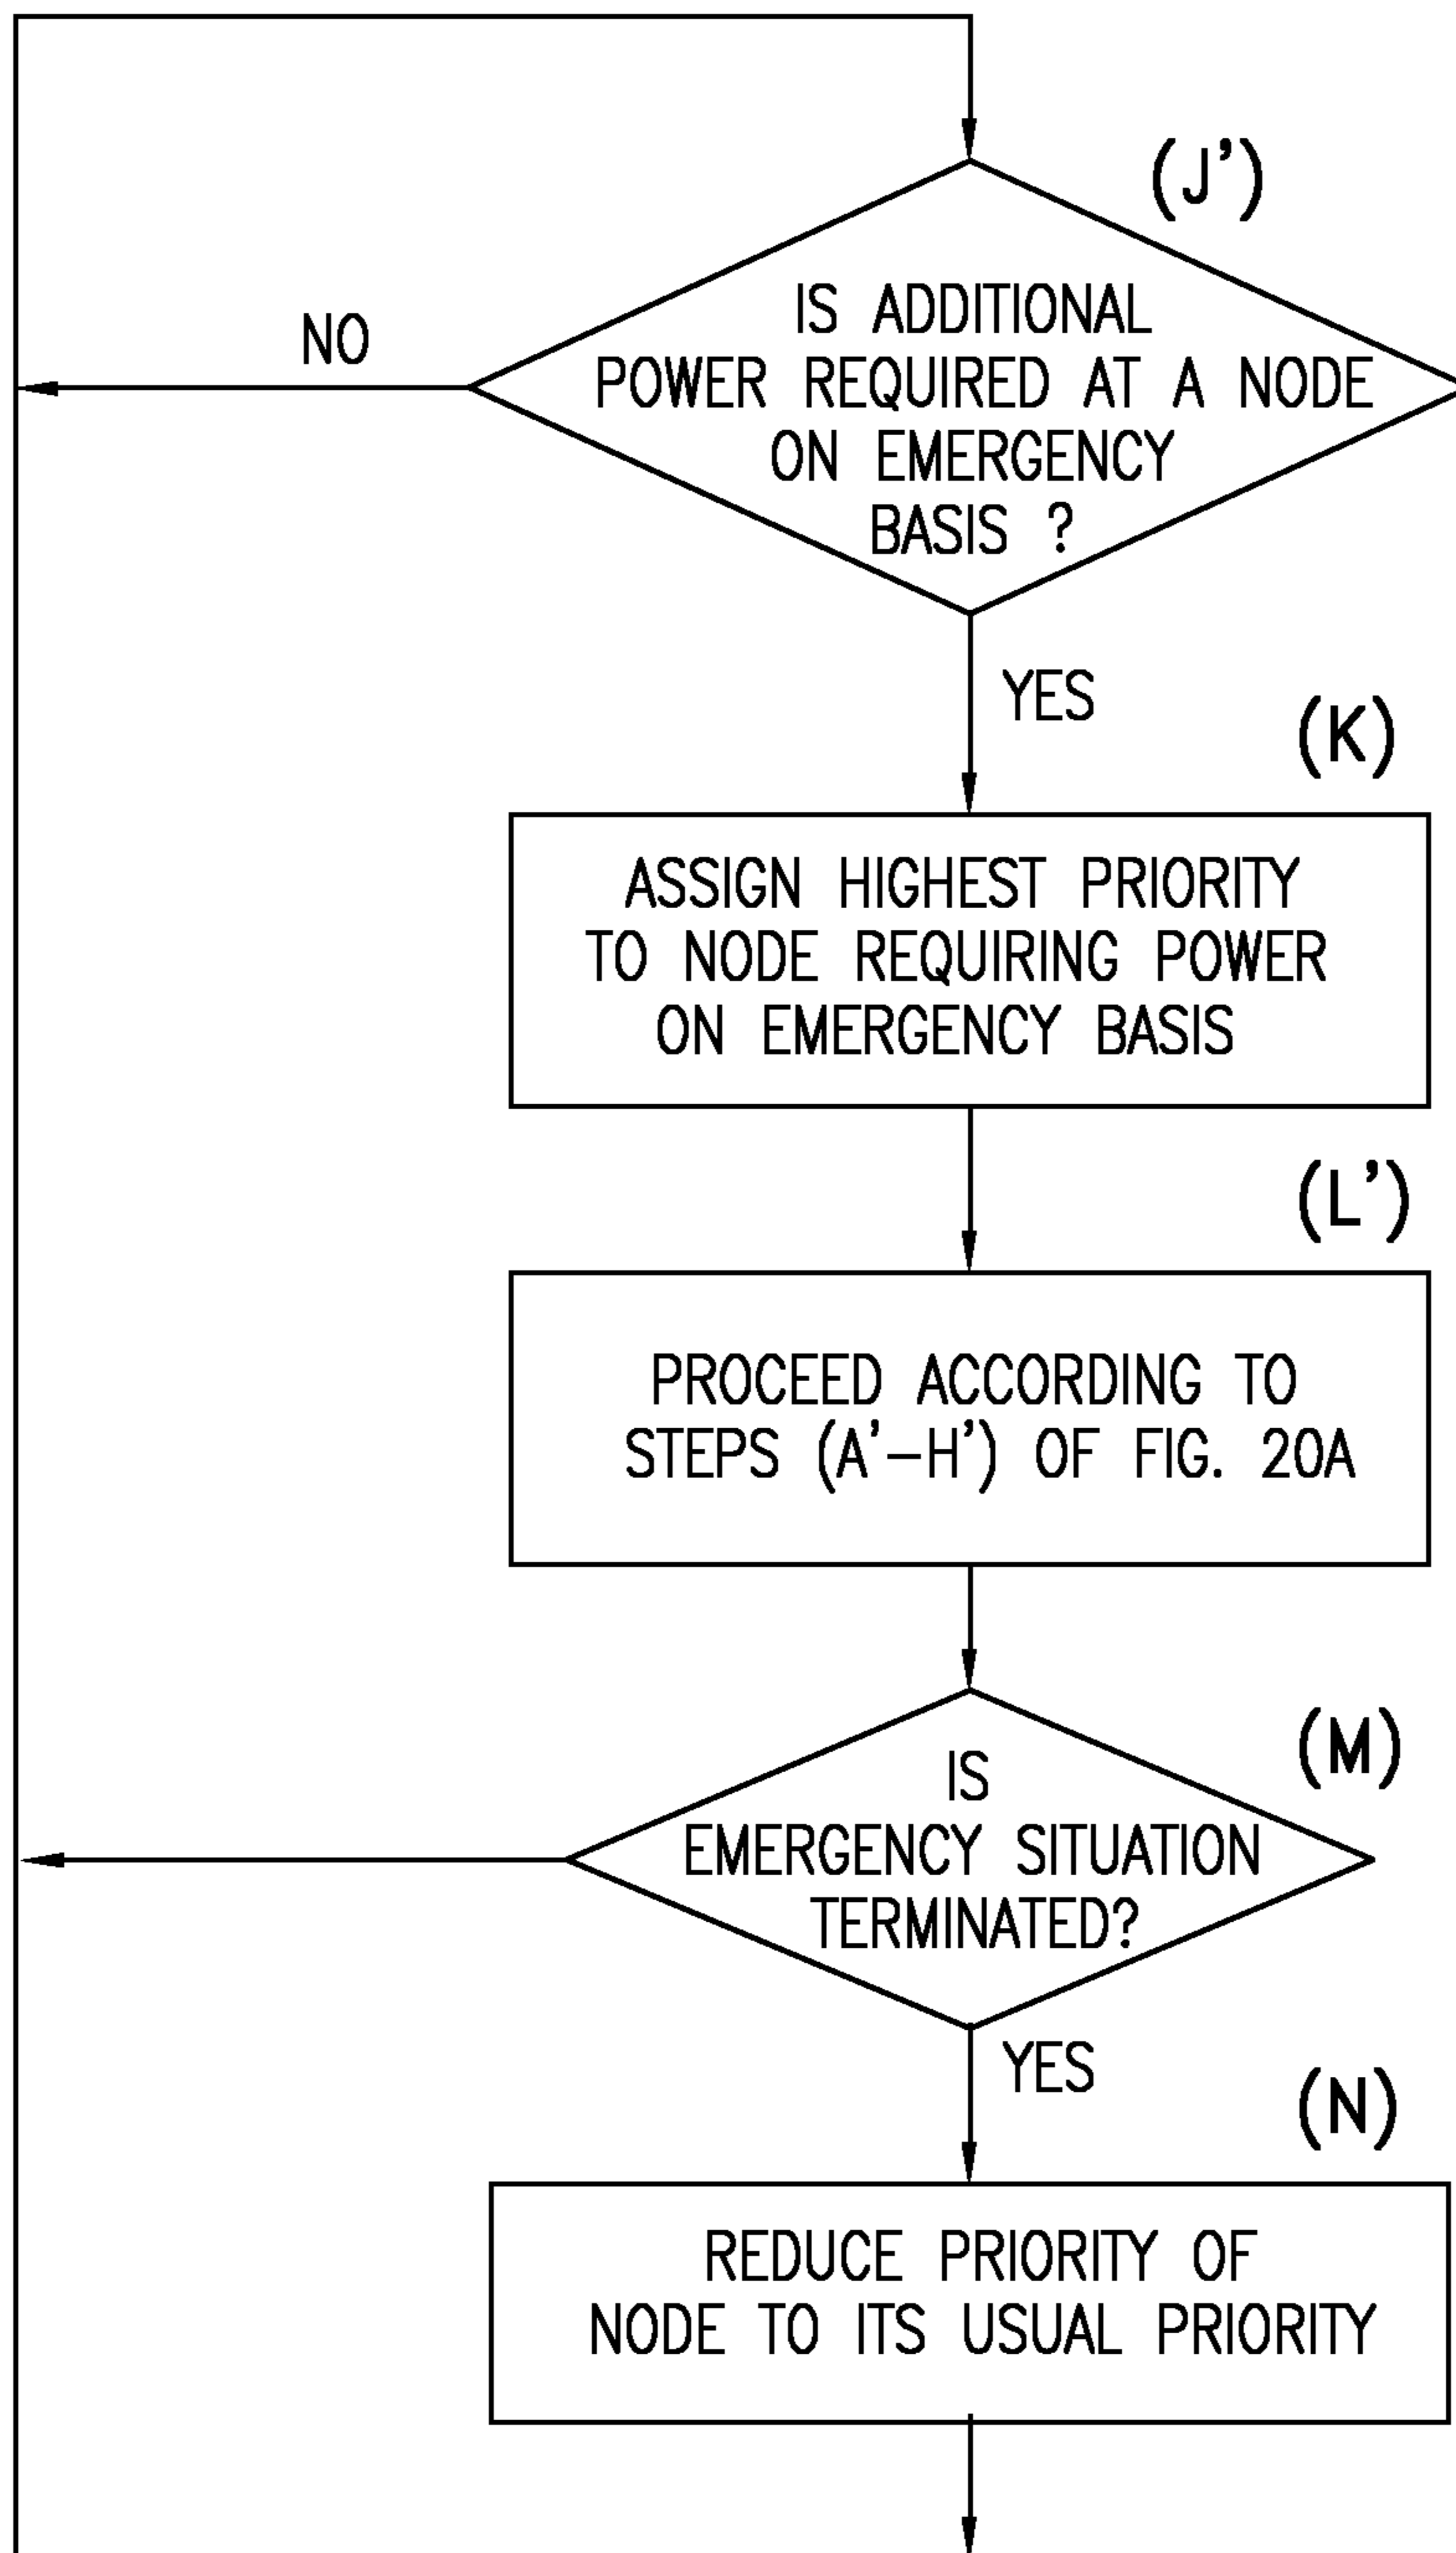 (J')
IS ADDITIONAL
POWER REQUIRED AT A NODE
ON EMERGENCY
BASIS ?
NO
YES
(K)
ASSIGN HIGHEST PRIORITY
TO NODE REQUIRING POWER
ON EMERGENCY BASIS
(L')
PROCEED ACCORDING TO
STEPS (A'-H') OF FIG. 20A
(M)
IS
EMERGENCY SITUATION
TERMINATED?
YES
(N)
REDUCE PRIORITY OF
NODE TO ITS USUAL PRIORITY